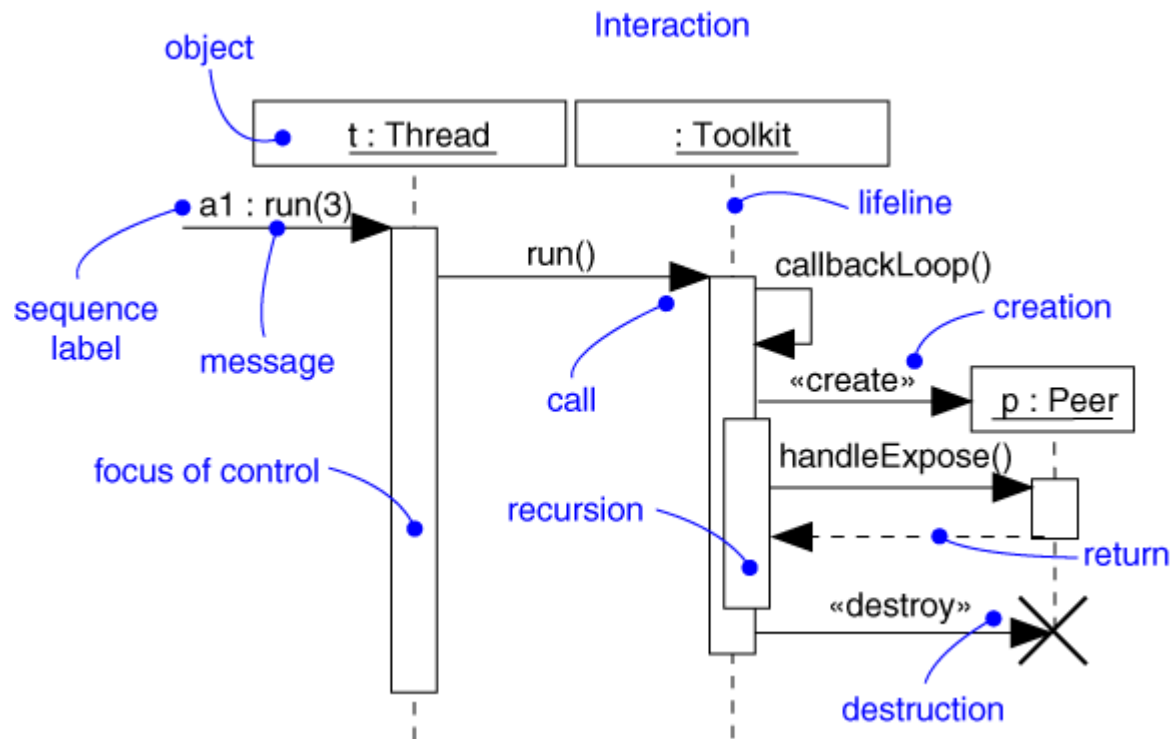 Interaction
object
t : Thread
: Toolkit
a1 : run(3)
lifeline
run()
callbackLoop()
sequence
label
message
creation
call
«create»
p : Peer
focus of control
handleExpose()
recursion
return
«destroy»
destruction